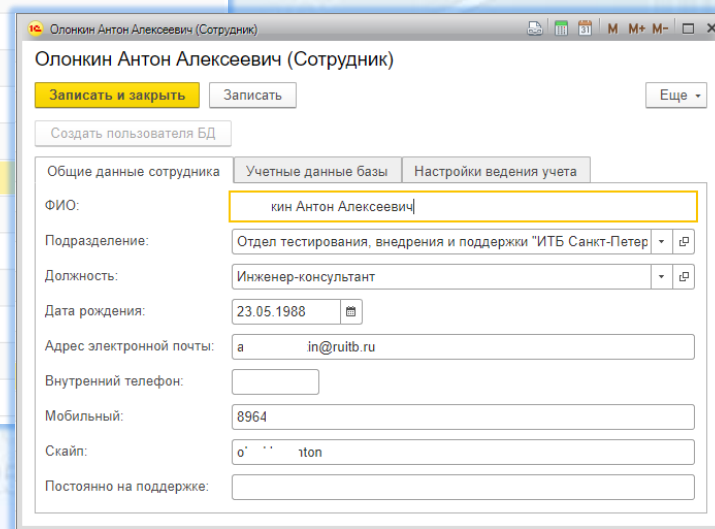 Олонкин Антон Алексеевич (Сотрудник)
31 M M+ M-
Олонкин Антон Алексеевич (Сотрудник)
Записать и закрыть Записать Еще
Создать пользователя БД
Общие данные сотрудника Учетные данные базы Настройки ведения учета
ФИО: кин Антон Алексеевич
Подразделение: Отдел тестирования, внедрения и поддержки "ИТБ Санкт-Петер
Должность: Инженер-консультант
Дата рождения: 23.05.1988
Адрес электронной почты: a in@ruitb.ru
Внутренний телефон:
Мобильный: 8964
Скайп: nton
Постоянно на поддержке: